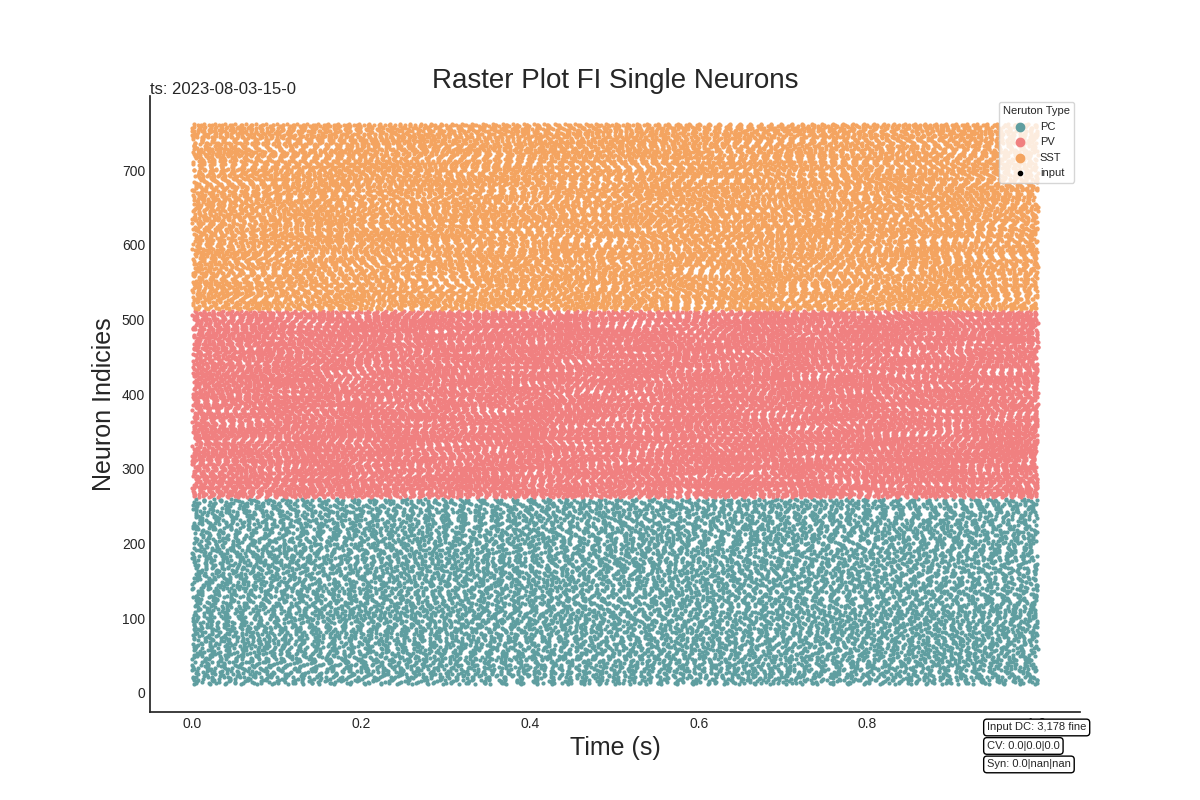 Raster Plot FI Single Neurons
ts: 2023-08-03-15-0
Neruton Type
PC
PV
SST
input
Neuron Indicies
700
600
500
400
300
200
100
0
0.0
0.2
0.4
0.6
0.8
Time (s)
Input DC: 3,178 fine
CV: 0.0|0.0|0.0
Syn: 0.0|nan|nan